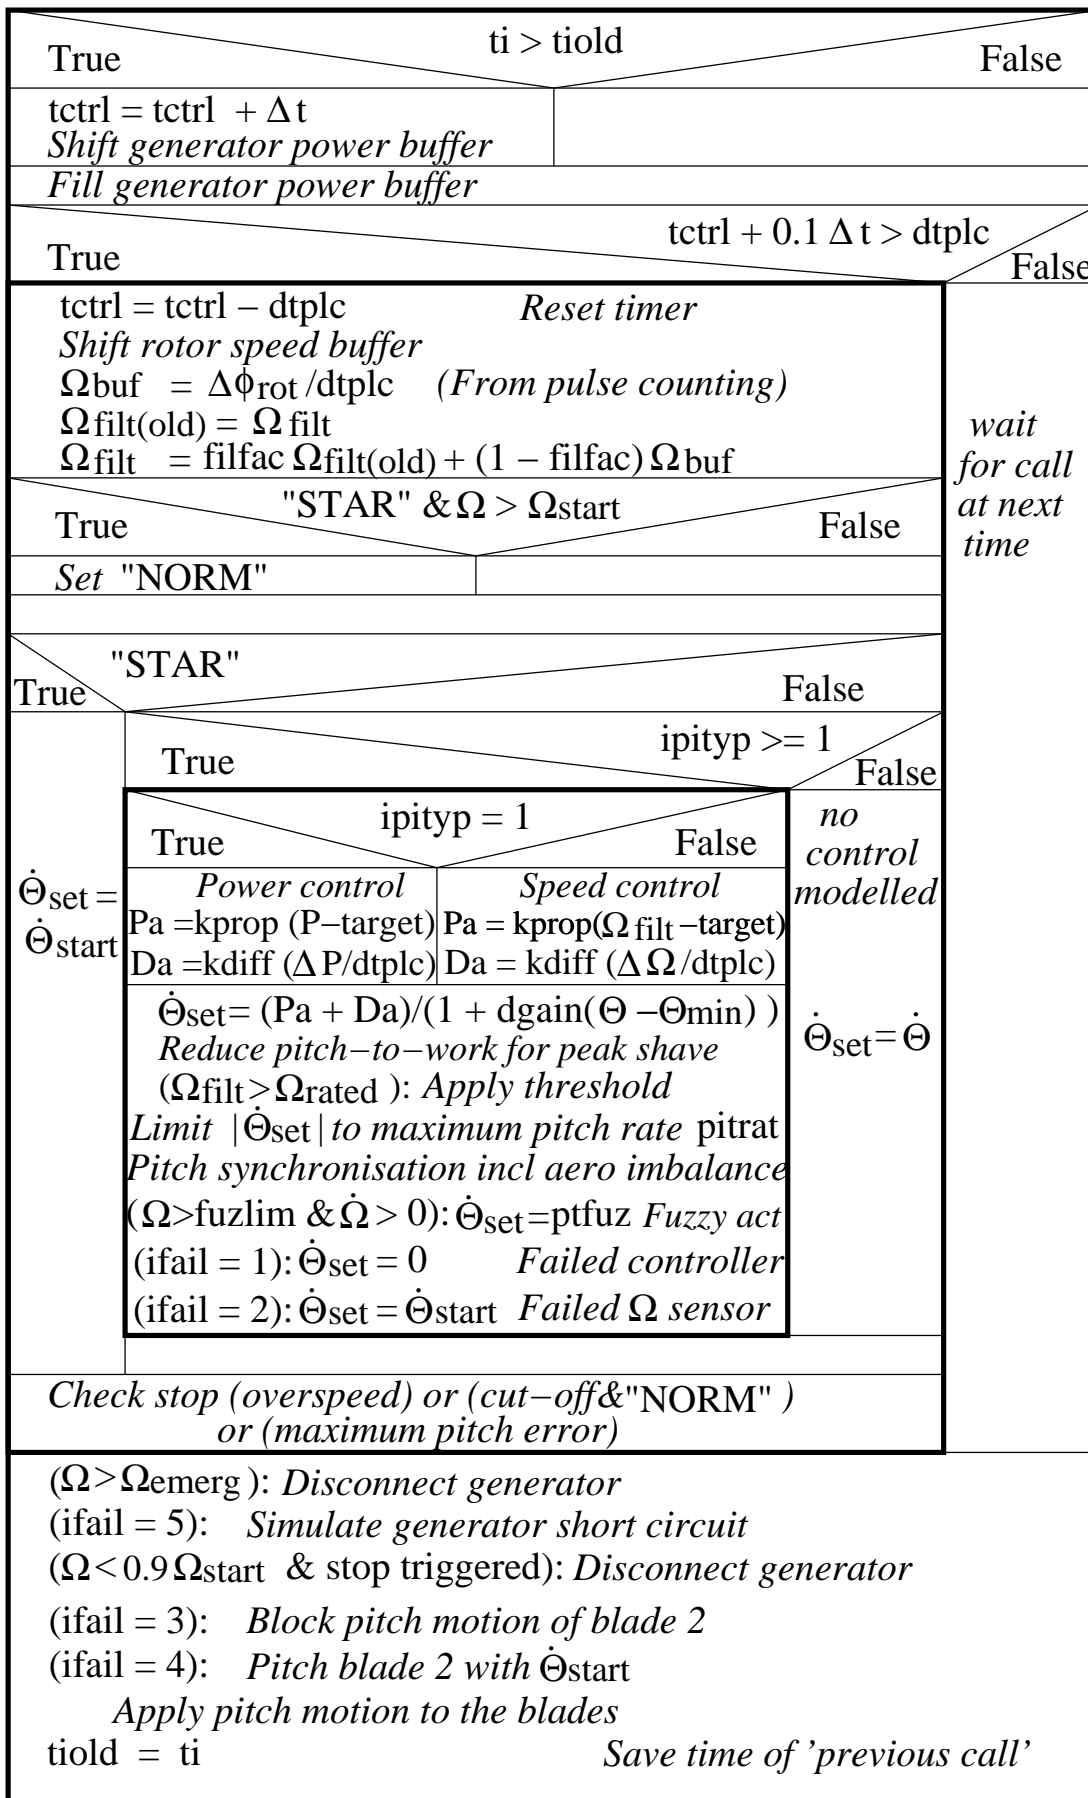 ti > tiold
True False
tctrl = tctrl + Δ t
Shift generator power buffer
Fill generator power buffer
tctrl + 0.1 Δ t > dtplc
True False
tctrl = tctrl − dtplc Reset timer
Shift rotor speed buffer
Ωbuf = Δϕrot /dtplc (From pulse counting)
Ωfilt(old) = Ω filt
Ωfilt = filfac Ωfilt(old) + (1 − filfac) Ωbuf
wait
for call
at next
time
"STAR" & Ω > Ωstart
True False
Set "NORM"
"STAR"
True False
ipityp >= 1
True False
ipityp = 1
True False
no
control
modelled
Θ̇set =
Θ̇start
Power control
Pa =kprop (P−target)
Da =kdiff (Δ P/dtplc)
Speed control
Pa = kprop(Ω filt −target)
Da = kdiff (Δ Ω/dtplc)
Θ̇set = (Pa + Da)/(1 + dgain(Θ −Θmin) )
Θ̇set = Θ̇
Reduce pitch−to−work for peak shave
(Ωfilt > Ωrated ): Apply threshold
Limit |Θ̇set| to maximum pitch rate pitrat
Pitch synchronisation incl aero imbalance
(Ω>fuzlim & Ω̇ > 0): Θ̇set=ptfuz Fuzzy act
(ifail = 1): Θ̇set = 0 Failed controller
(ifail = 2): Θ̇set = Θ̇start Failed Ω sensor
Check stop (overspeed) or (cut−off&"NORM" )
or (maximum pitch error)
(Ω > Ωemerg ): Disconnect generator
(ifail = 5): Simulate generator short circuit
(Ω < 0.9 Ωstart & stop triggered): Disconnect generator
(ifail = 3): Block pitch motion of blade 2
(ifail = 4): Pitch blade 2 with Θ̇start
Apply pitch motion to the blades
tiold = ti Save time of ’previous call’